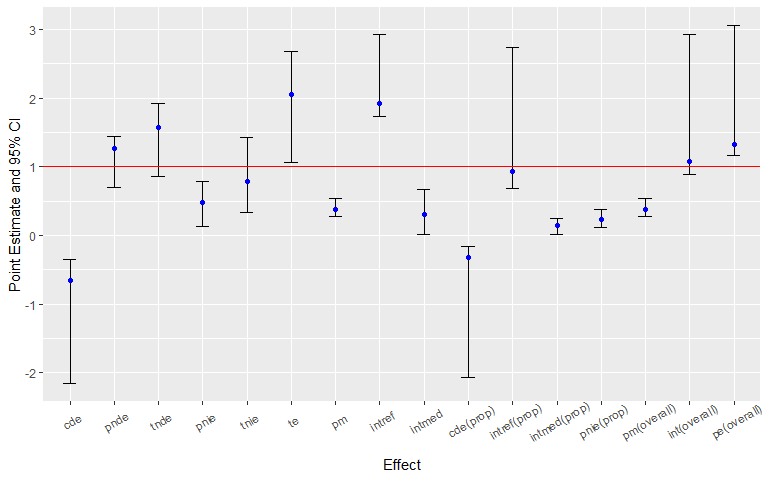 Point Estimate and 95% CI
3
2
1
0
-1
-2
cde
pnde
tnde
pnie
tnie
te
pm
intref
intmed
cde(prop)
intref(prop)
intmed(prop)
pnie(prop)
pm(overall)
int(overall)
pe(overall)
Effect